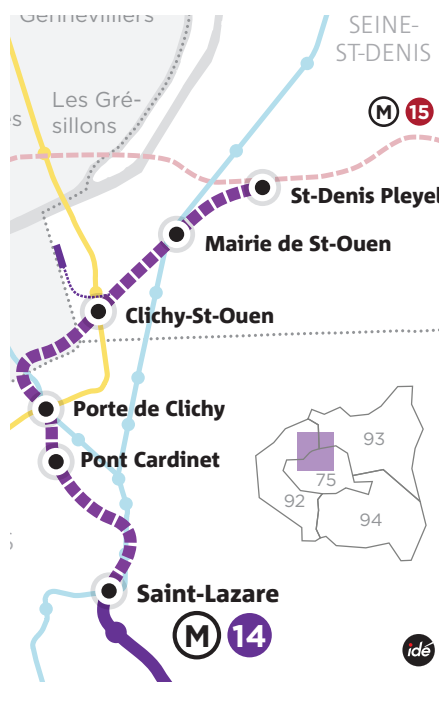 Gennevilliers
SEINE-
ST-DENIS
Les Gré-
sillons
M 15
St-Denis Pleyel
Mairie de St-Ouen
Clichy-St-Ouen
Porte de Clichy
Pont Cardinet
93
75
92
94
Saint-Lazare
M 14
idé